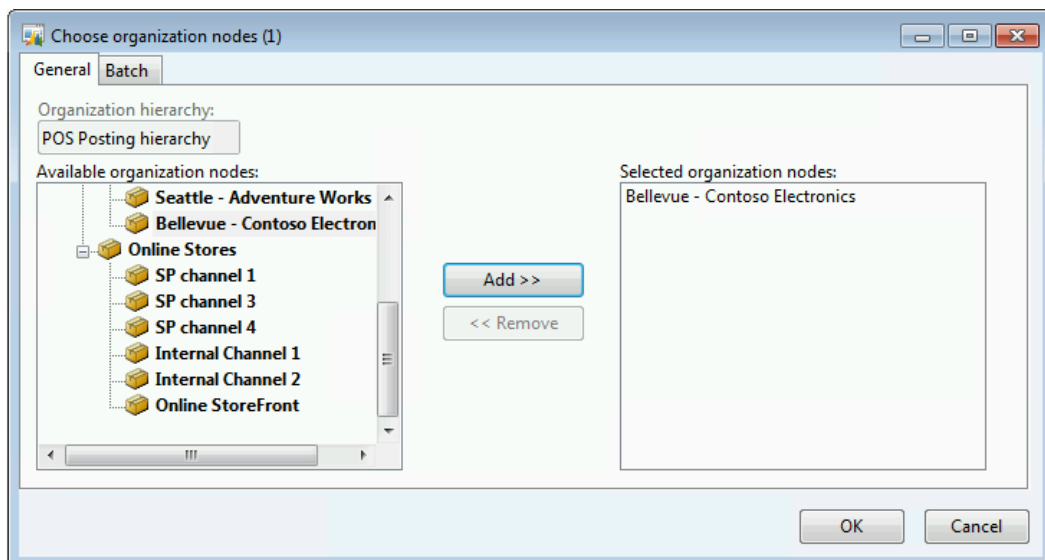 Choose organization nodes (1)
General
Batch
Organization hierarchy:
POS Posting hierarchy
Available organization nodes:
Seattle - Adventure Works
Bellevue - Contoso Electron
Online Stores
SP channel 1
SP channel 3
SP channel 4
Internal Channel 1
Internal Channel 2
Online StoreFront
Add >>
<< Remove
Selected organization nodes:
Bellevue - Contoso Electronics
OK
Cancel